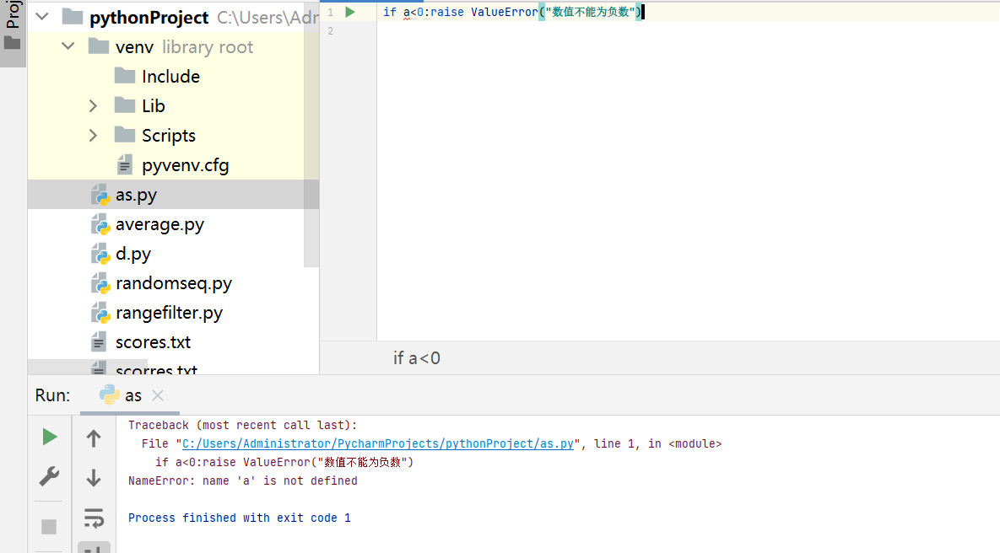 Proj
pythonProject C:\Users\Adr
venv library root
Include
Lib
Scripts
pyvenv.cfg
as.py
average.py
d.py
randomseq.py
rangefilter.py
scores.txt
scorres.txt
1 if a<0:raise ValueError("数值不能为负数")
2
if a<0
Run: as
Traceback (most recent call last):
File "C:/Users/Administrator/PycharmProjects/pythonProject/as.py", line 1, in <module>
if a<0:raise ValueError("数值不能为负数")
NameError: name 'a' is not defined
Process finished with exit code 1